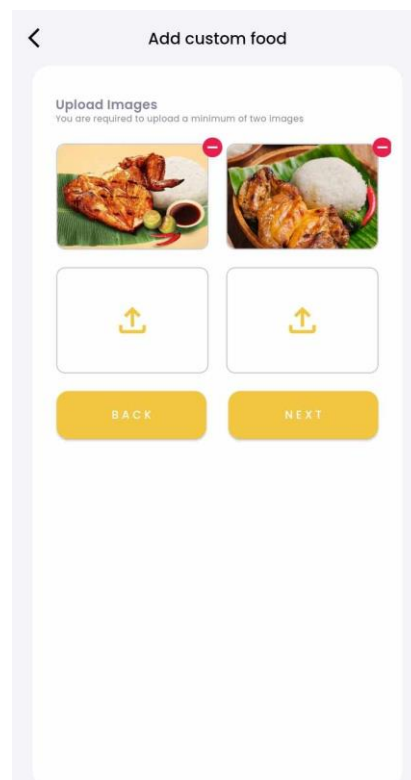 Add custom food
Upload Images
You are required to upload a minimum of two Images
BACK
NEXT